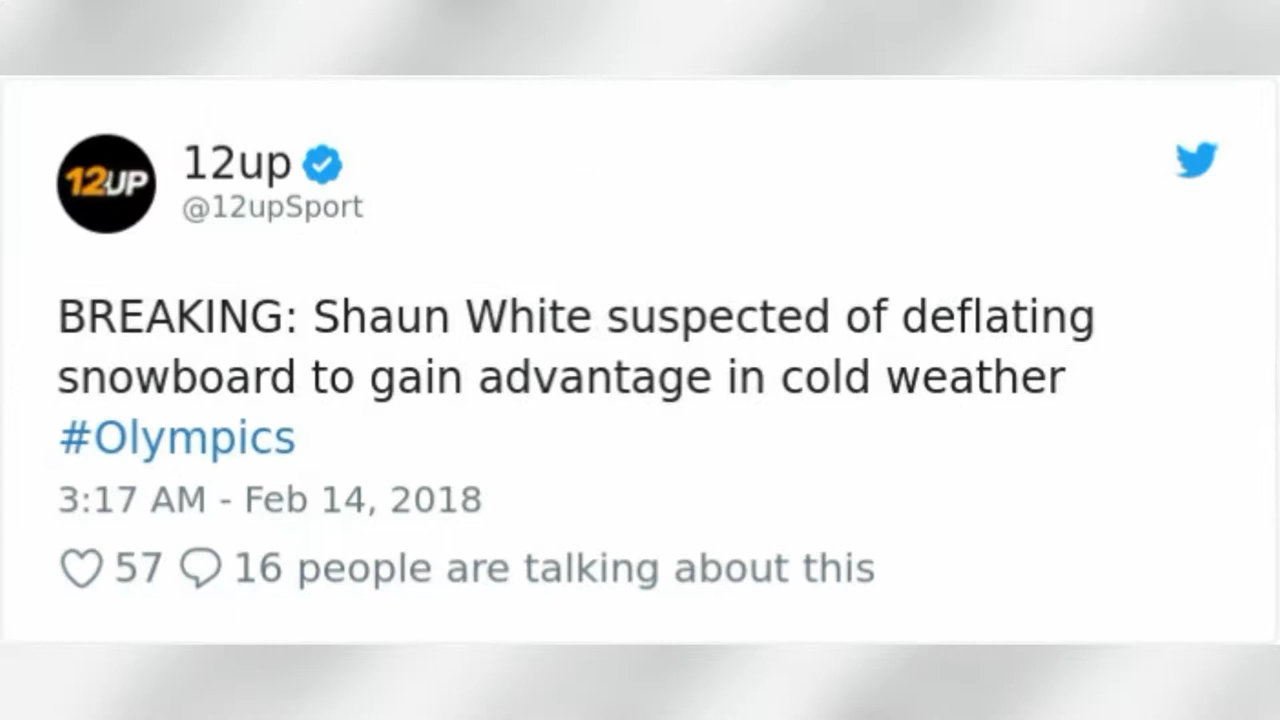 12UP
12up
@12upSport
BREAKING: Shaun White suspected of deflating
snowboard to gain advantage in cold weather
#Olympics
3:17 AM - Feb 14, 2018
57 16 people are talking about this